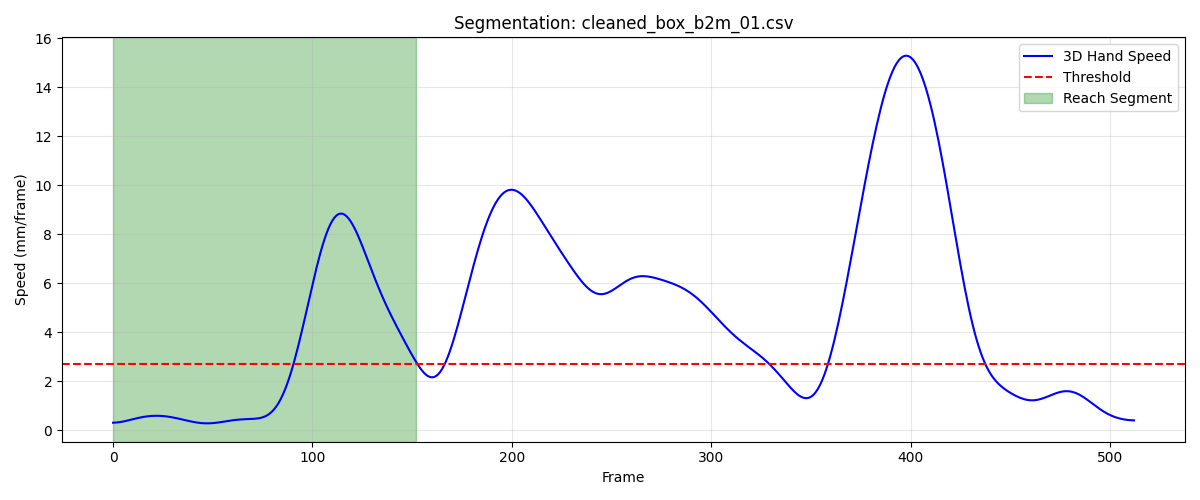 Segmentation: cleaned_box_b2m_01.csv
3D Hand Speed
Threshold
Reach Segment
Speed (mm/frame)
16
14
12
10
8
6
4
2
0
0 100 200 300 400 500
Frame